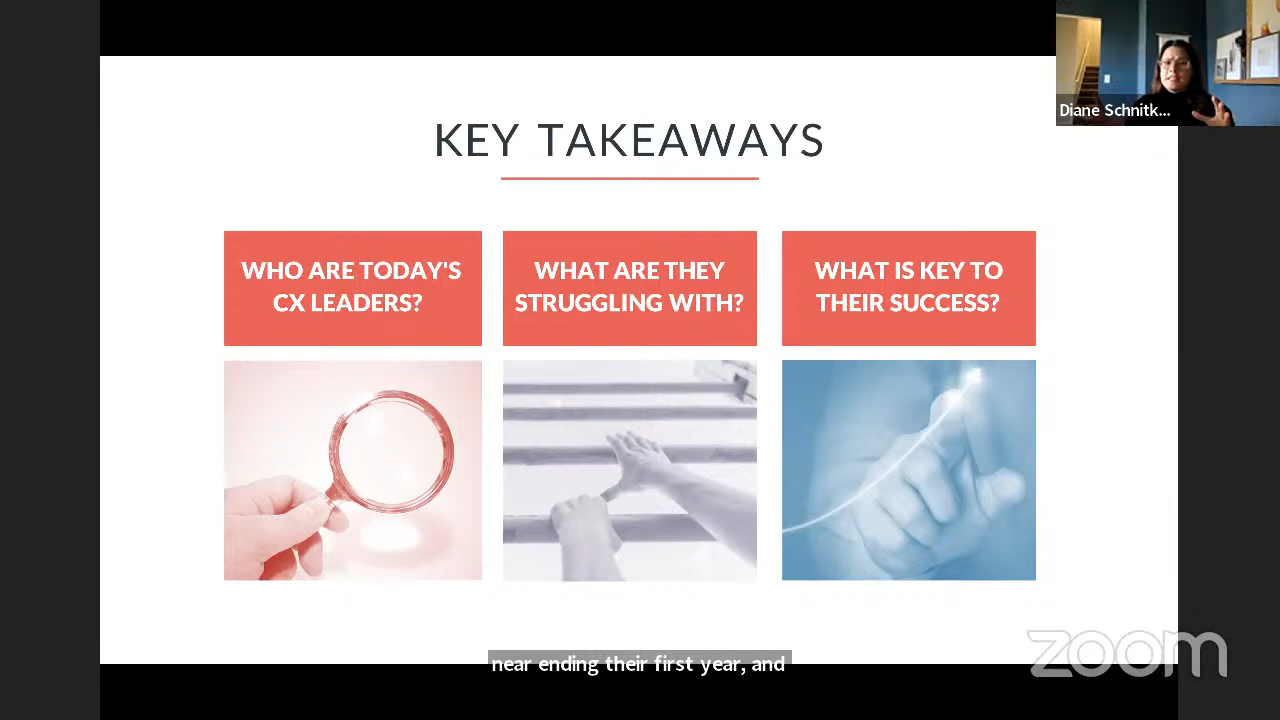 Diane Schnitk...
KEY TAKEAWAYS
WHO ARE TODAY'S
CX LEADERS?
WHAT ARE THEY
STRUGGLING WITH?
WHAT IS KEY TO
THEIR SUCCESS?
near ending their first year, and
zoom